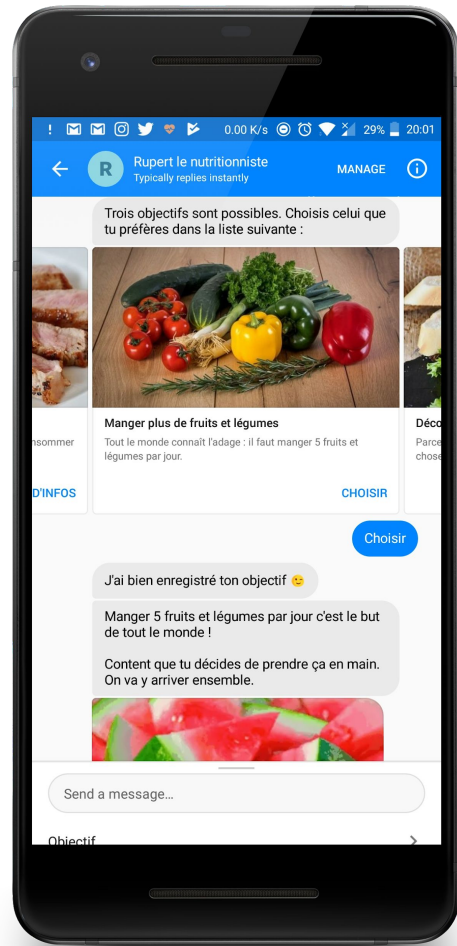 0.00 K/s 29% 20:01
R
Rupert le nutritionniste
Typically replies instantly
MANAGE
Trois objectifs sont possibles. Choisis celui que
tu préfères dans la liste suivante :
nsommer
D'INFOS
Manger plus de fruits et légumes
Tout le monde connaît l'adage : il faut manger 5 fruits et
légumes par jour.
CHOISIR
Déco
Parce
chose
Choisir
J'ai bien enregistré ton objectif 😉
Manger 5 fruits et légumes par jour c'est le but
de tout le monde !
Content que tu décides de prendre ça en main.
On va y arriver ensemble.
Send a message...
Objectif